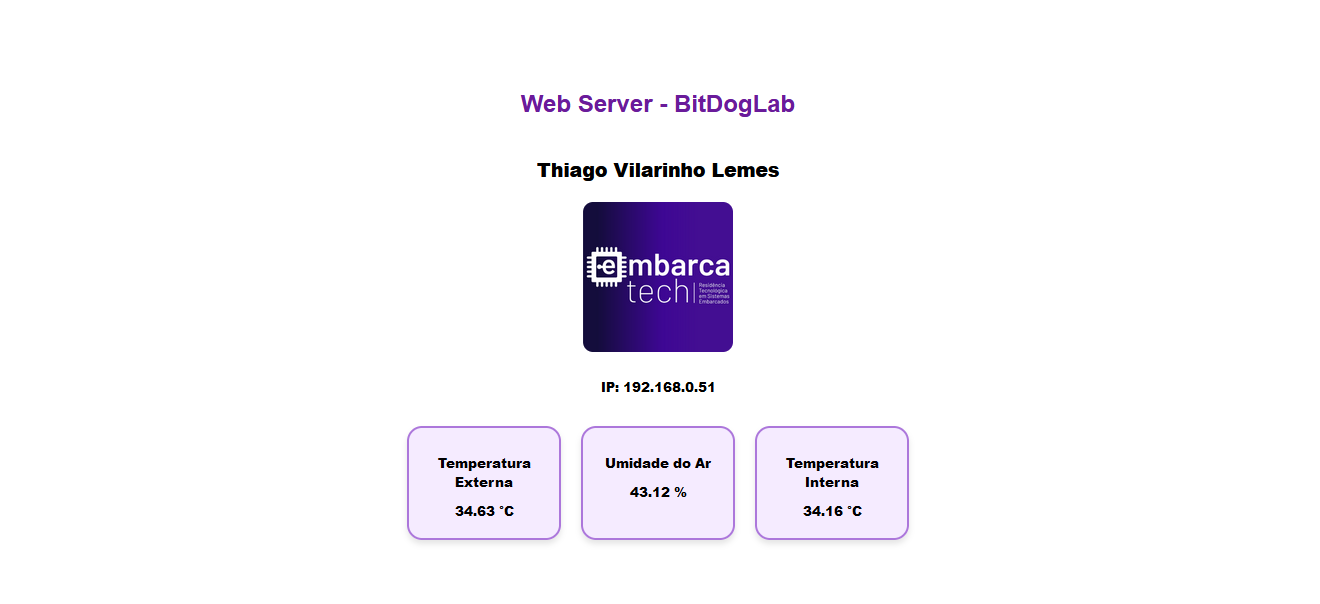 Web Server - BitDogLab
Thiago Vilarinho Lemes
embarca
tech
Residência
Tecnológica
em Sistemas
Embarcados
IP: 192.168.0.51
Temperatura
Externa
34.63 °C
Umidade do Ar
43.12 %
Temperatura
Interna
34.16 °C